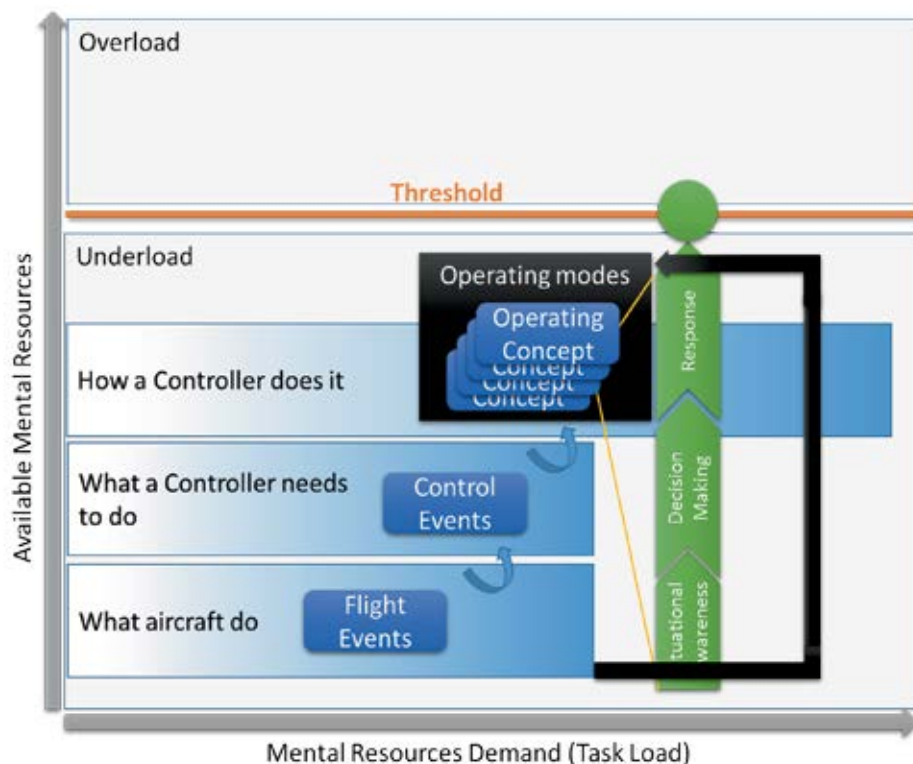 Overload
Threshold
Underload
Operating modes
Operating
Concept
Concept
Concept
Concept
How a Controller does it
What a Controller needs
to do
Control
Events
What aircraft do
Flight
Events
Response
Decision
Making
tuational
wareness
Available Mental Resources
Mental Resources Demand (Task Load)